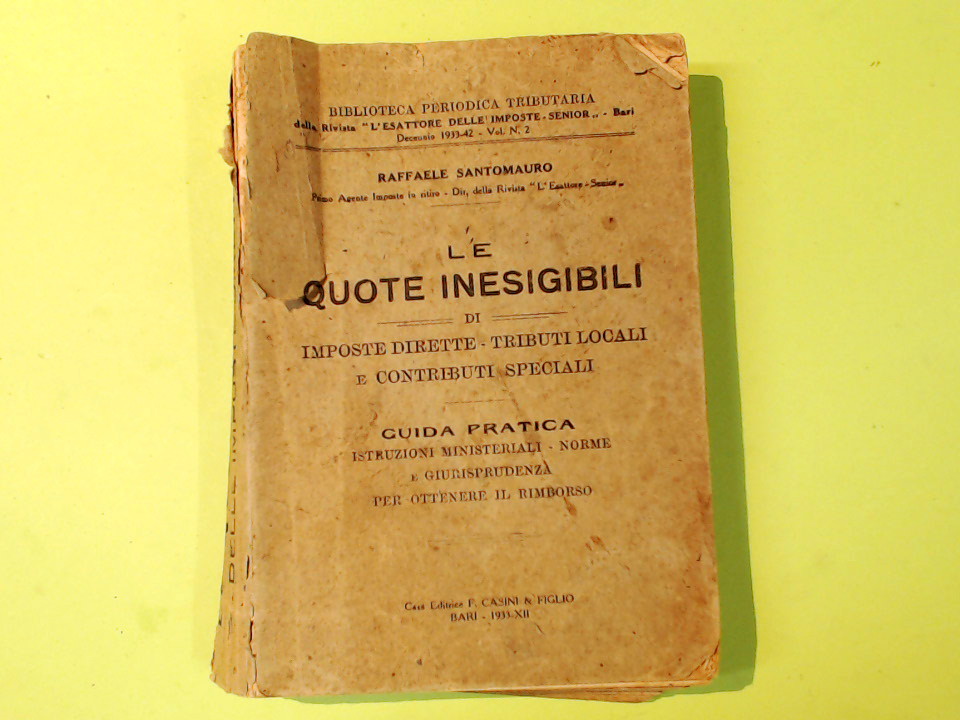 BIBLIOTECA PERIODICA TRIBUTARIA
della Rivista "L'ESATTORE DELLE IMPOSTE - SENIOR„ - Bari
Decennio 1933-42 - Vol. N. 2
RAFFAELE SANTOMAURO
Primo Agente Imposte in ritiro - Dir. della Rivista "L'Esattore - Senior„
LE
QUOTE INESIGIBILI
DI
IMPOSTE DIRETTE - TRIBUTI LOCALI
E CONTRIBUTI SPECIALI
GUIDA PRATICA
ISTRUZIONI MINISTERIALI - NORME
E GIURISPRUDENZA
PER OTTENERE IL RIMBORSO
Casa Editrice F. CASINI & FIGLIO
BARI - 1933-XII
DELLE